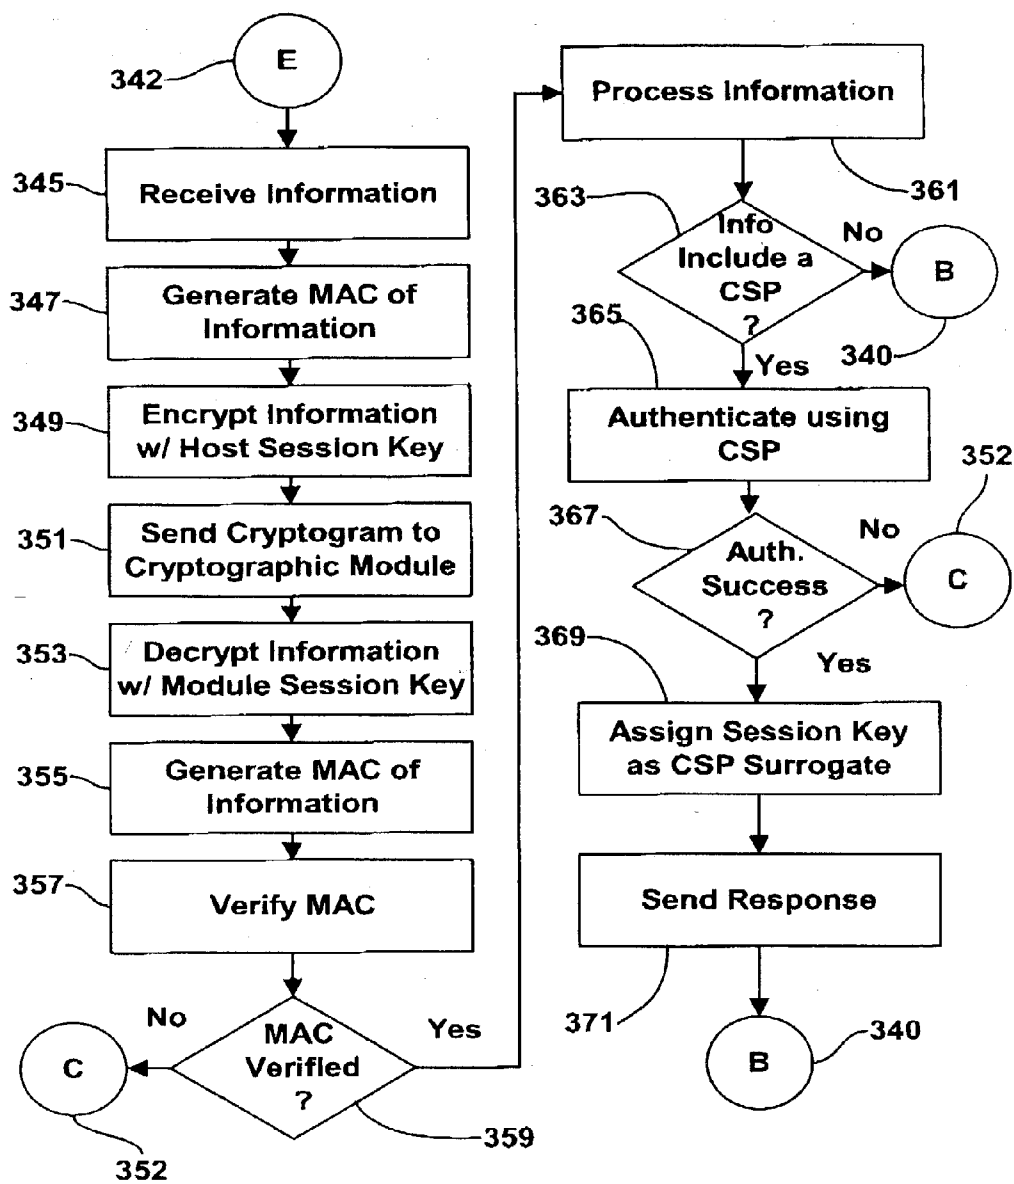 E
342
345
Receive Information
347
Generate MAC of
Information
349
Encrypt Information
w/ Host Session Key
351
Send Cryptogram to
Cryptographic Module
353
Decrypt Information
w/ Module Session Key
355
Generate MAC of
Information
357
Verify MAC
No
MAC
Verified
?
Yes
C
352
359
Process Information
361
363
Info
Include a
CSP
?
No
B
340
Yes
365
Authenticate using
CSP
352
367
Auth.
Success
?
No
C
Yes
369
Assign Session Key
as CSP Surrogate
Send Response
371
B
340